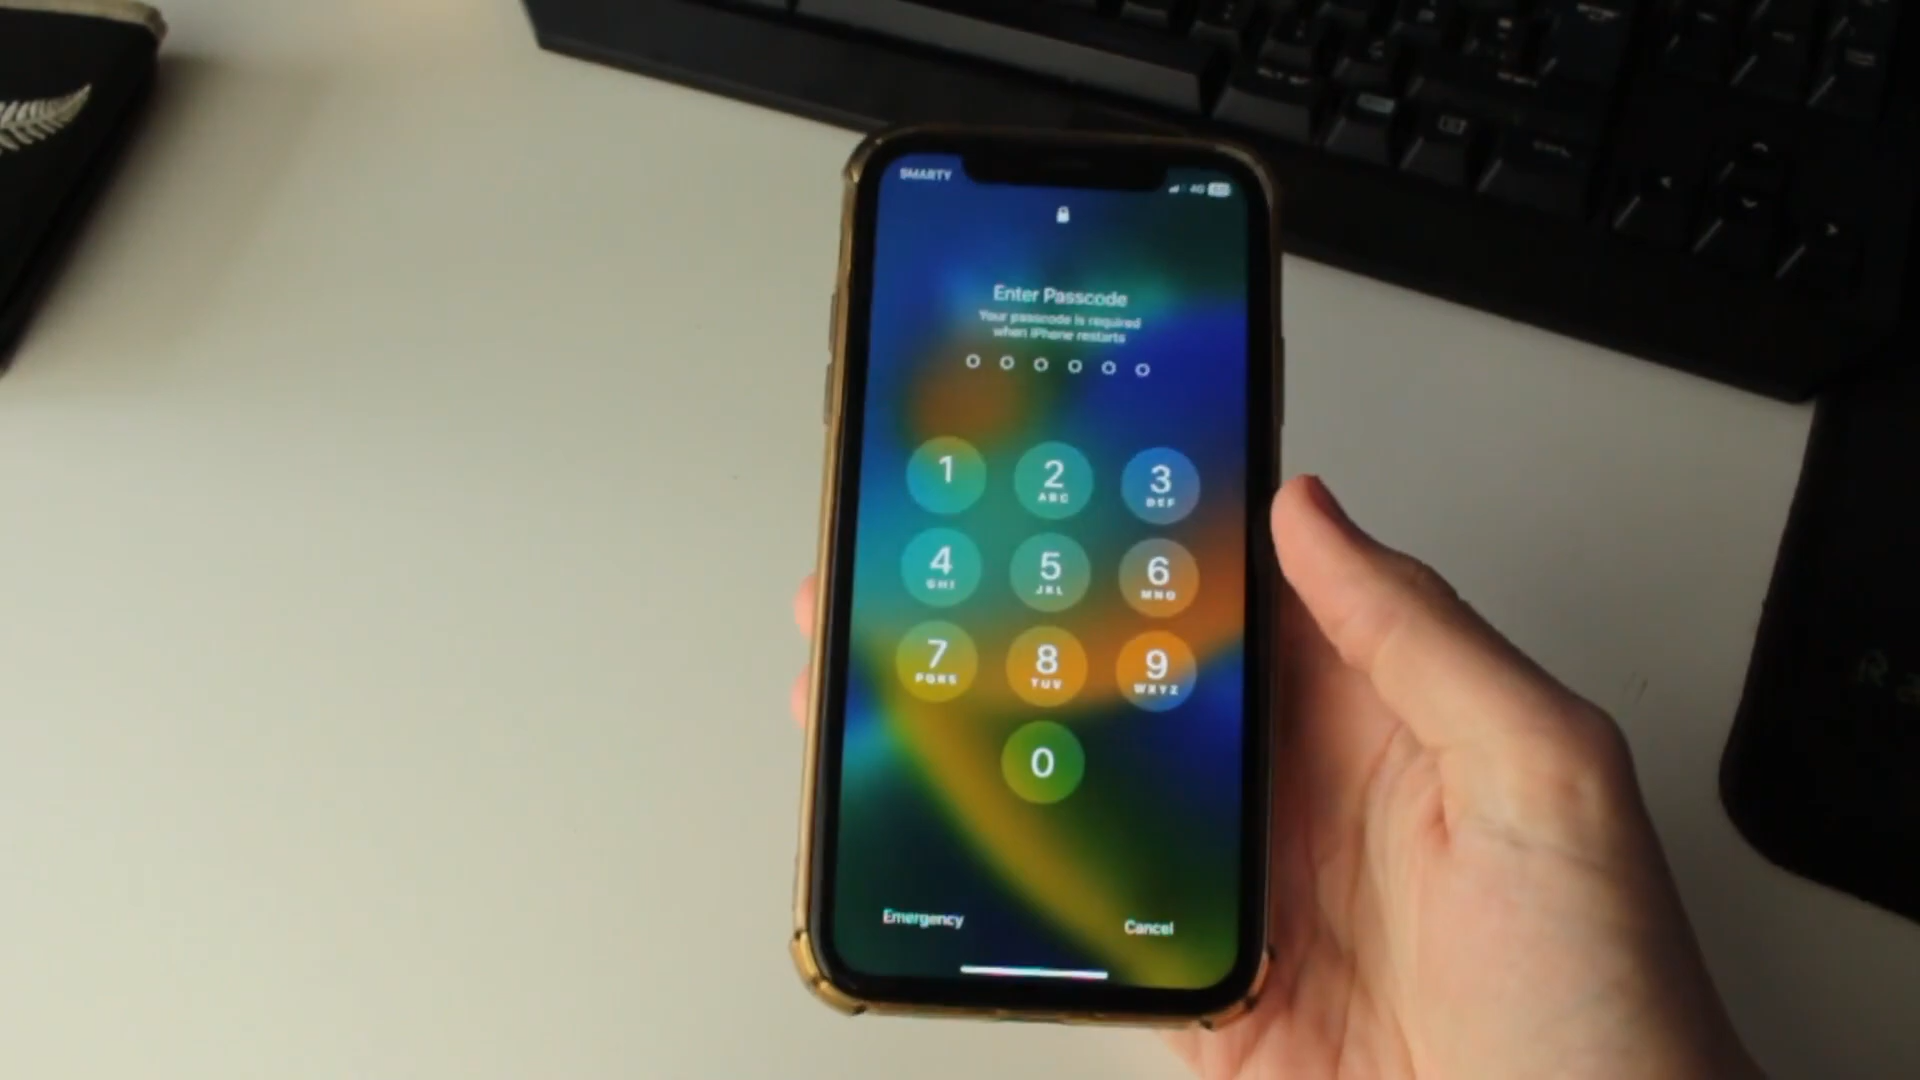 SMARTY
4G
Enter Passcode
Your passcode is required
when iPhone restarts
1
2
ABC
3
DEF
4
GHI
5
JKL
6
MNO
7
PQRS
8
TUV
9
WXYZ
0
Emergency
Cancel